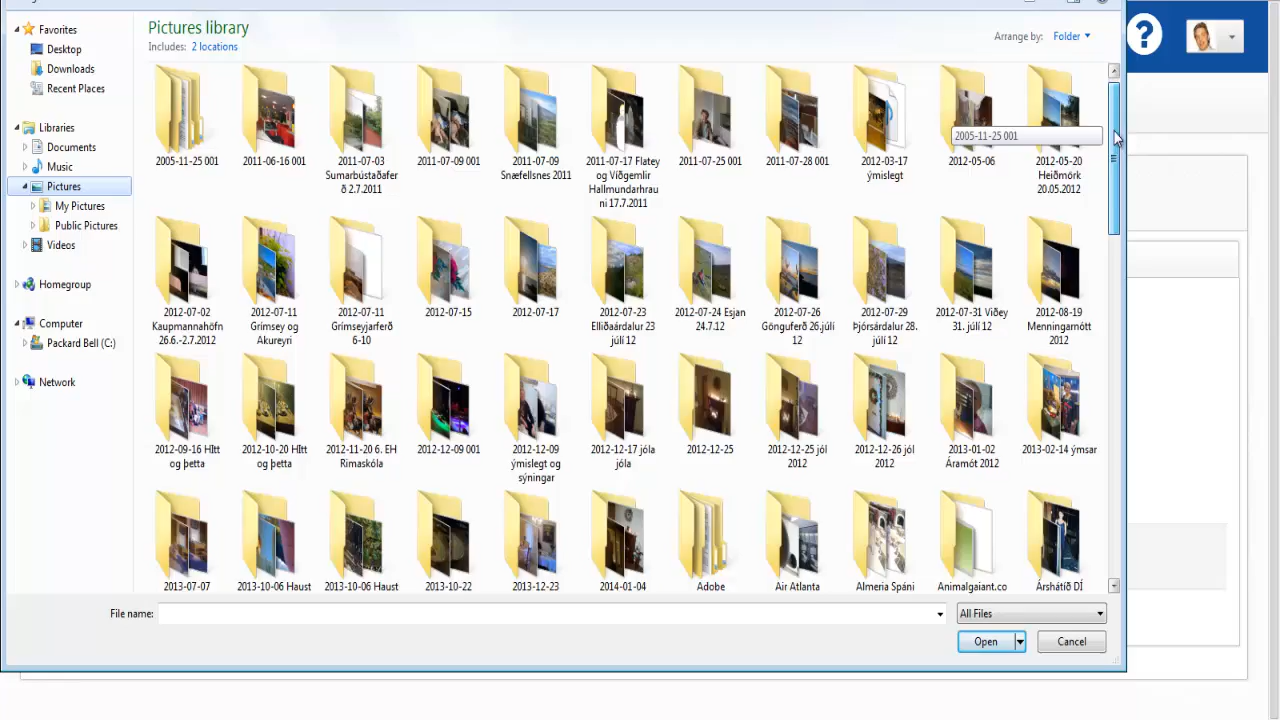 Favorites
Pictures library
Desktop
Includes: 2 locations
Arrange by: Folder
Downloads
Recent Places
Libraries
Documents
Music
Pictures
My Pictures
Public Pictures
Videos
Homegroup
Computer
Packard Bell (C:)
Network
2005-11-25 001
2005-11-25 001
2011-06-16 001
2011-07-03
Sumarbústaðafer
ð 2.7.2011
2011-07-09 001
2011-07-09
Snæfellsnes 2011
2011-07-17 Flatey
og Víðgemlir
Hallmundarhrau
ni 17.7.2011
2011-07-25 001
2011-07-28 001
2012-03-17
ýmislegt
2012-05-06
2012-05-20
Heiðmörk
20.05.2012
2012-07-02
Kaupmannahöfn
26.6.-2.7.2012
2012-07-11
Grímsey og
Akureyri
2012-07-11
Grímseyjarferð
6-10
2012-07-15
2012-07-17
2012-07-23
Elliðaárdalur 23
júlí 12
2012-07-24 Esjan
24.7.12
2012-07-26
Gönguferð 26.júlí
12
2012-07-29
Þjórsárdalur 28.
júlí 12
2012-07-31 Viðey
31. júlí 12
2012-08-19
Menningarnótt
2012
2012-09-16 Hitt
og þetta
2012-10-20 Hitt
og þetta
2012-11-20 6. EH
Rimaskóla
2012-12-09 001
2012-12-09
ýmislegt og
sýningar
2012-12-17 jóla
jóla
2012-12-25
2012-12-25 jól
2012
2012-12-26 jól
2012
2013-01-02
Áramót 2012
2013-02-14 ýmsar
2013-07-07
2013-10-06 Haust
2013-10-06 Haust
2013-10-22
2013-12-23
2014-01-04
Adobe
Air Atlanta
Almeria Spáni
Animalgaiant.co
Árshátíð DÍ
File name:
All Files
Open
Cancel